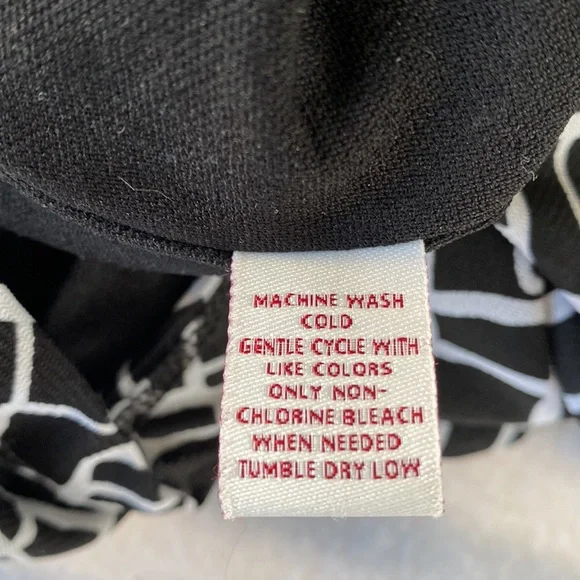 MACHINE WASH
COLD
GENTLE CYCLE WITH
LIKE COLORS
ONLY NON-
CHLORINE BLEACH
WHEN NEEDED
TUMBLE DRY LOW